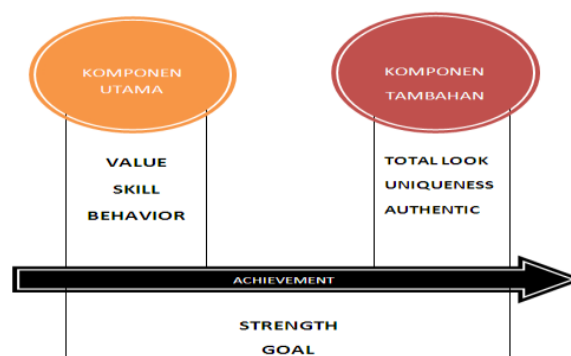 KOMPONEN
UTAMA
KOMPONEN
TAMBAHAN
VALUE
SKILL
BEHAVIOR
TOTAL LOOK
UNIQUENESS
AUTHENTIC
ACHIEVEMENT
STRENGTH
GOAL